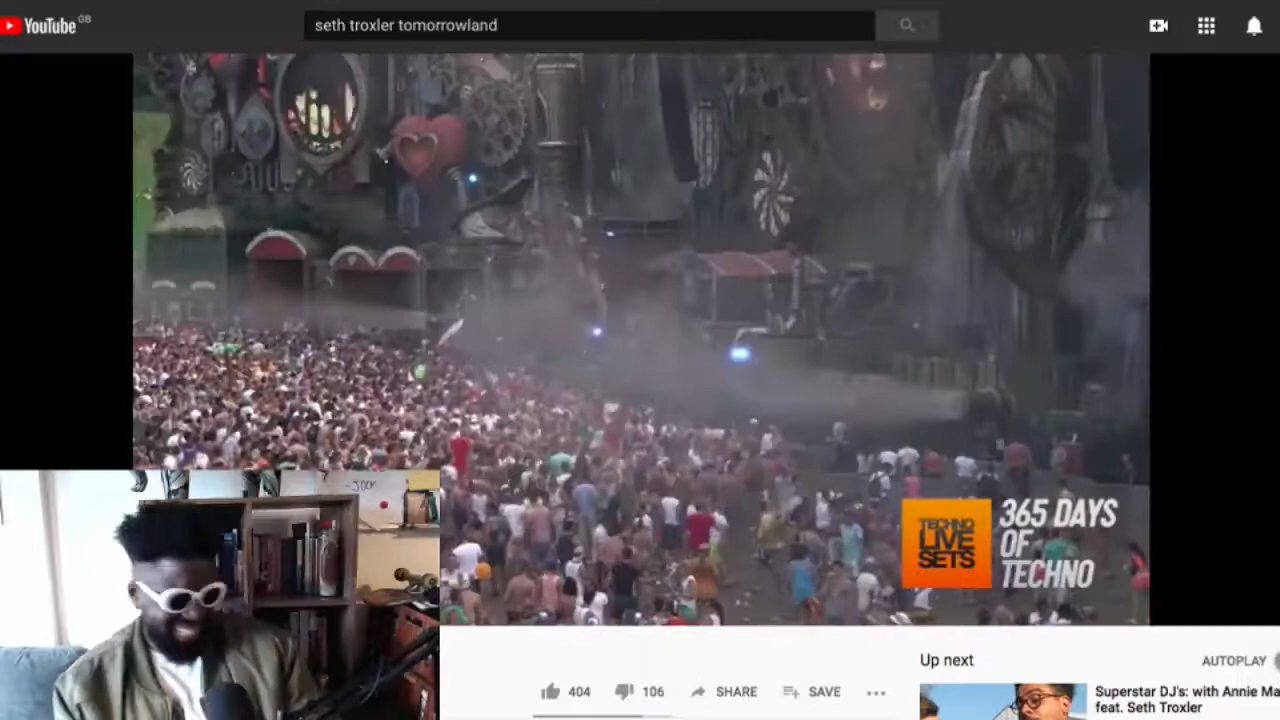 YouTube GB
seth troxler tomorrowland
TECHNO
LIVE
SETS
365 DAYS
OF
TECHNO
404
106
SHARE
SAVE
Up next
AUTOPLAY
Superstar DJ's: with Annie Ma
feat. Seth Troxler